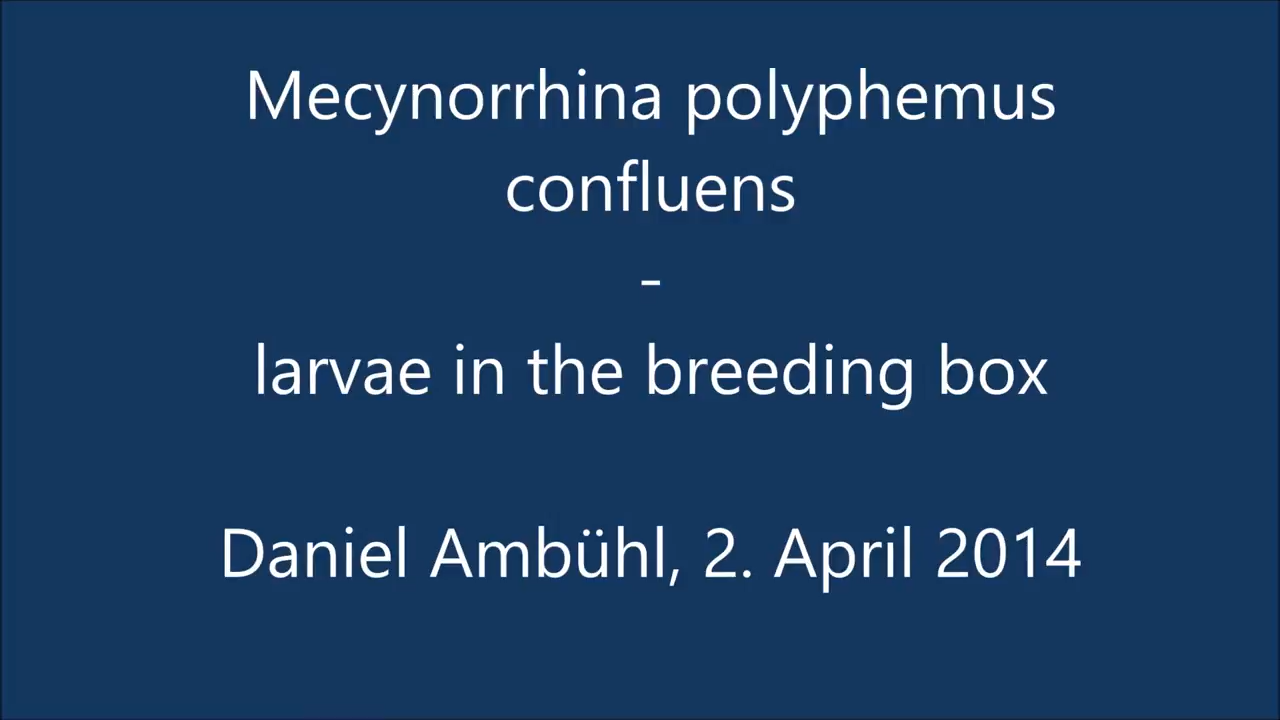 Mecynorrhina polyphemus
confluens
-
larvae in the breeding box
Daniel Ambühl, 2. April 2014